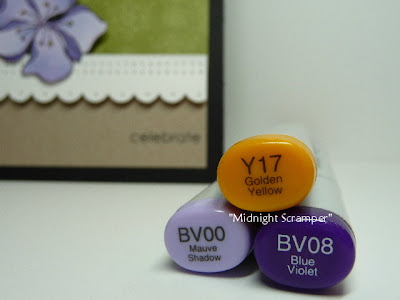 celebrate
Y17
Golden
Yellow
"Midnight Scramper"
BV00
Mauve
Shadow
BV08
Blue
Violet